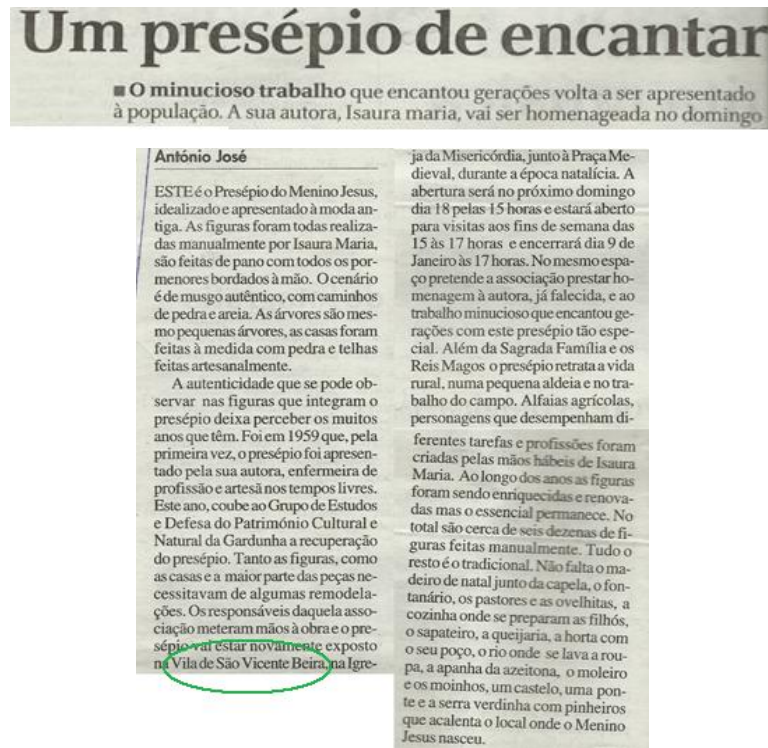 Um presépio de encantar
■ O minucioso trabalho que encantou gerações volta a ser apresentado
à população. A sua autora, Isaura maria, vai ser homenageada no domingo
António José
ESTE é o Presépio do Menino Jesus,
idealizado e apresentado à moda an-
tiga. As figuras foram todas realiza-
das manualmente por Isaura Maria,
são feitas de pano com todos os por-
menores bordados à mão. O cenário
é de musgo autêntico, com caminhos
de pedra e areia. As árvores são mes-
mo pequenas árvores, as casas foram
feitas à medida com pedra e telhas
feitas artesanalmente.
A autenticidade que se pode ob-
servar nas figuras que integram o
presépio deixa perceber os muitos
anos que têm. Foi em 1959 que, pela
primeira vez, o presépio foi apresen-
tado pela sua autora, enfermeira de
profissão e artesã nos tempos livres.
Este ano, coube ao Grupo de Estudos
e Defesa do Património Cultural e
Natural da Gardunha a recuperação
do presépio. Tanto as figuras, como
as casas e a maior parte das peças ne-
cessitavam de algumas remodela-
ções. Os responsáveis daquela asso-
ciação meteram mãos à obra e o pre-
sépio vai estar novamente exposto
na Vila de São Vicente Beira, na Igre-
ja da Misericórdia, junto à Praça Me-
dieval, durante a época natalícia. A
abertura será no próximo domingo
dia 18 pelas 15 horas e estará aberto
para visitas aos fins de semana das
15 às 17 horas e encerrará dia 9 de
Janeiro às 17 horas. No mesmo espa-
ço pretende a associação prestar ho-
menagem à autora, já falecida, e ao
trabalho minucioso que encantou ge-
rações com este presépio tão espe-
cial. Além da Sagrada Família e os
Reis Magos o presépio retrata a vida
rural, numa pequena aldeia e no tra-
balho do campo. Alfaias agrícolas,
personagens que desempenham di-
ferentes tarefas e profissões foram
criadas pelas mãos hábeis de Isaura
Maria. Ao longo dos anos as figuras
foram sendo enriquecidas e renova-
das mas o essencial permanece. No
total são cerca de seis dezenas de fi-
guras feitas manualmente. Tudo o
resto é o tradicional. Não falta o ma-
deiro de natal junto da capela, o fon-
tanário, os pastores e as ovelhitas, a
cozinha onde se preparam as filhós,
o sapateiro, a queijaria, a horta com
o seu poço, o rio onde se lava a rou-
pa, a apanha da azeitona, o moleiro
e os moinhos, um castelo, uma pon-
te e a serra verdinha com pinheiros
que acalenta o local onde o Menino
Jesus nasceu.